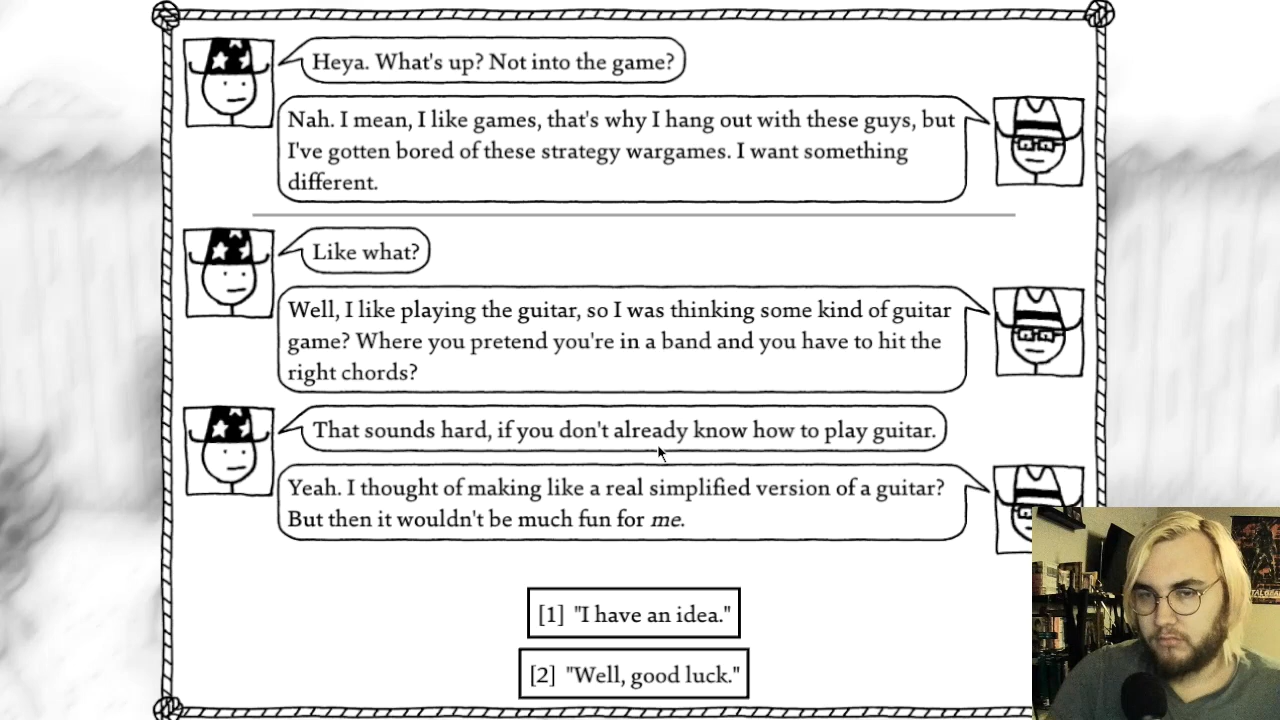 Heya. What's up? Not into the game?
Nah. I mean, I like games, that's why I hang out with these guys, but
I've gotten bored of these strategy wargames. I want something
different.
Like what?
Well, I like playing the guitar, so I was thinking some kind of guitar
game? Where you pretend you're in a band and you have to hit the
right chords?
That sounds hard, if you don't already know how to play guitar.
Yeah. I thought of making like a real simplified version of a guitar?
But then it wouldn't be much fun for me.
[1] "I have an idea."
[2] "Well, good luck."